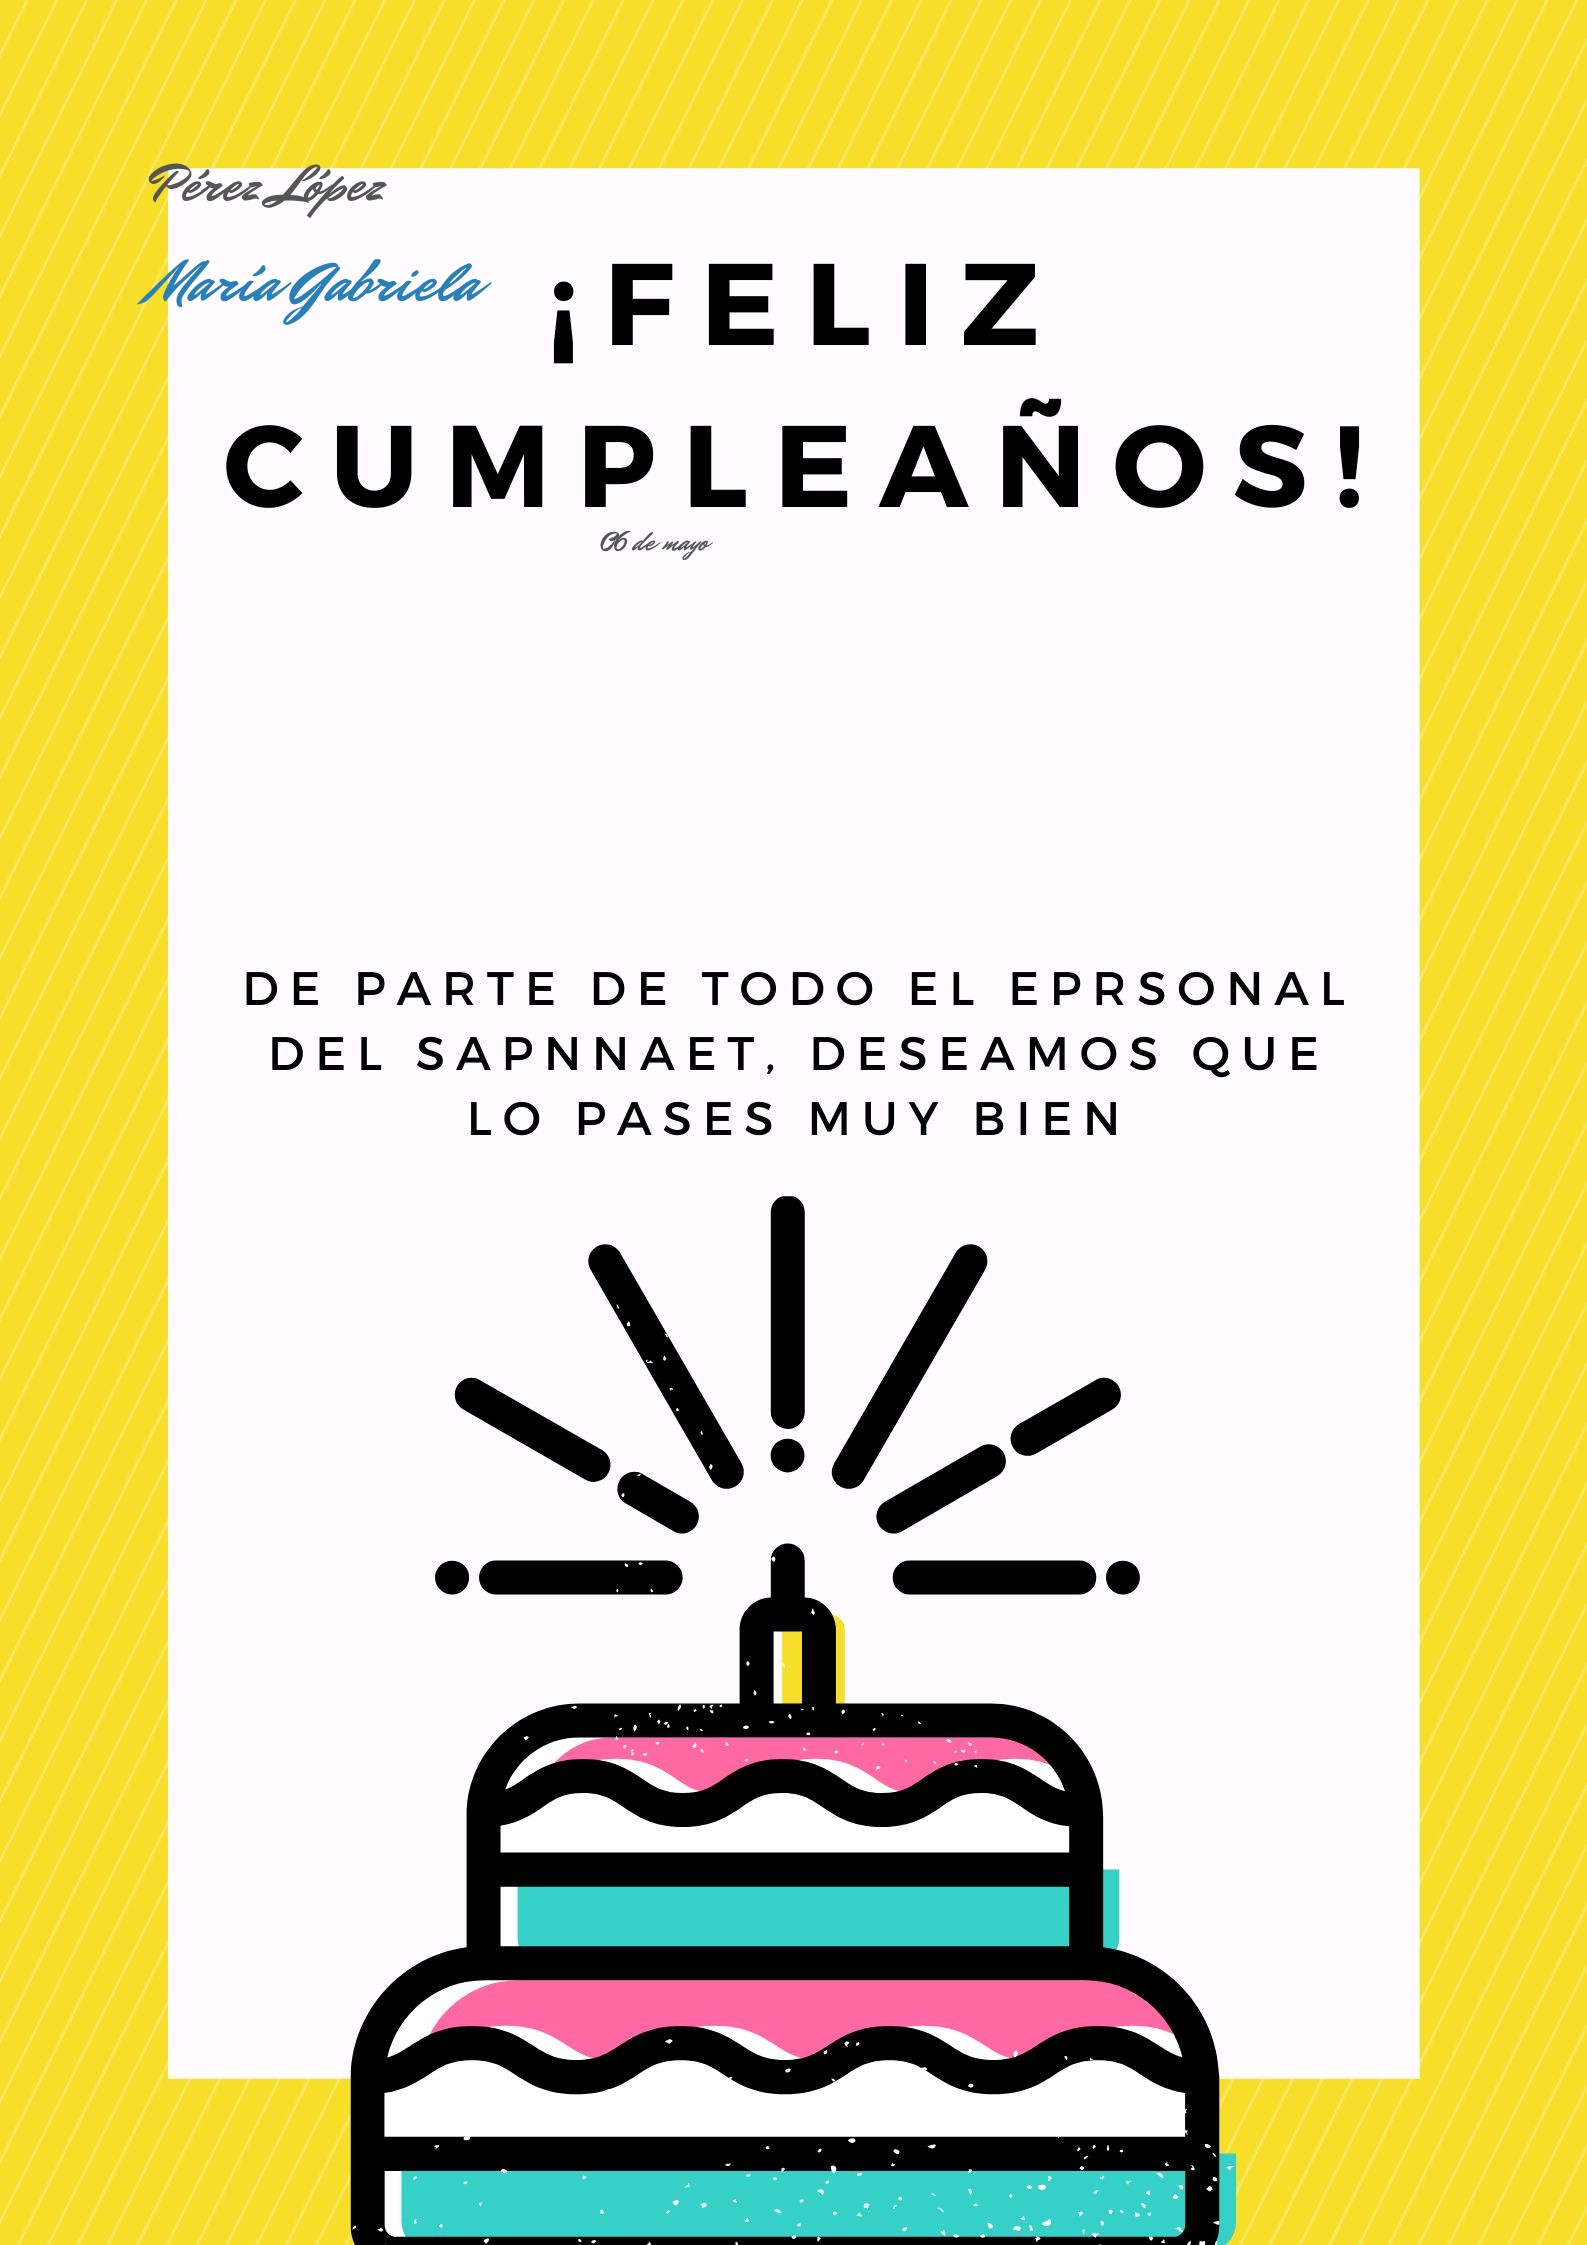 Pérez López
María Gabriela
¡FELIZ
CUMPLEAÑOS!
06 de mayo
DE PARTE DE TODO EL EPRSONAL
DEL SAPNNAET, DESEAMOS QUE
LO PASES MUY BIEN